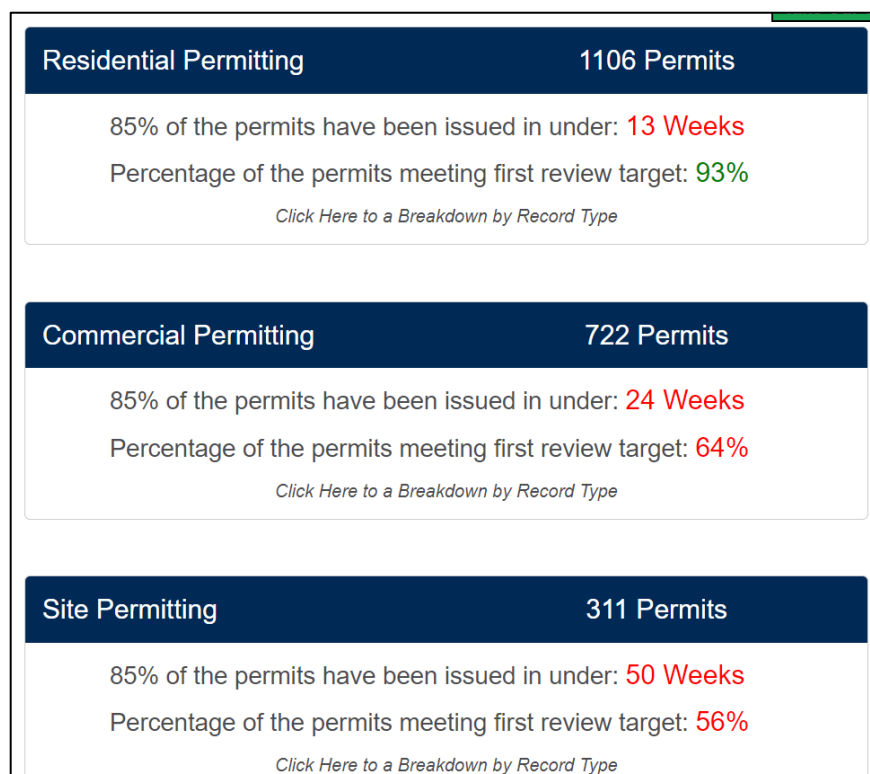 Residential Permitting 1106 Permits
85% of the permits have been issued in under: 13 Weeks
Percentage of the permits meeting first review target: 93%
Click Here to a Breakdown by Record Type
Commercial Permitting 722 Permits
85% of the permits have been issued in under: 24 Weeks
Percentage of the permits meeting first review target: 64%
Click Here to a Breakdown by Record Type
Site Permitting 311 Permits
85% of the permits have been issued in under: 50 Weeks
Percentage of the permits meeting first review target: 56%
Click Here to a Breakdown by Record Type